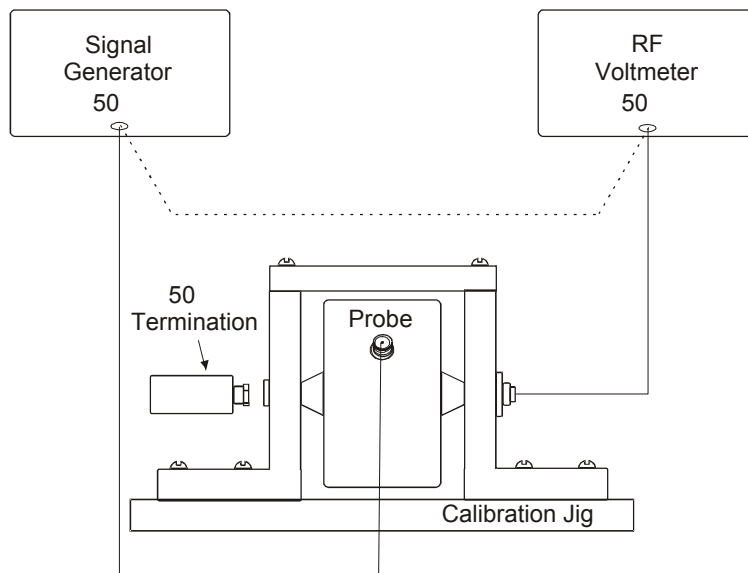 Signal
Generator
50
RF
Voltmeter
50
50
Termination
Probe
Calibration Jig